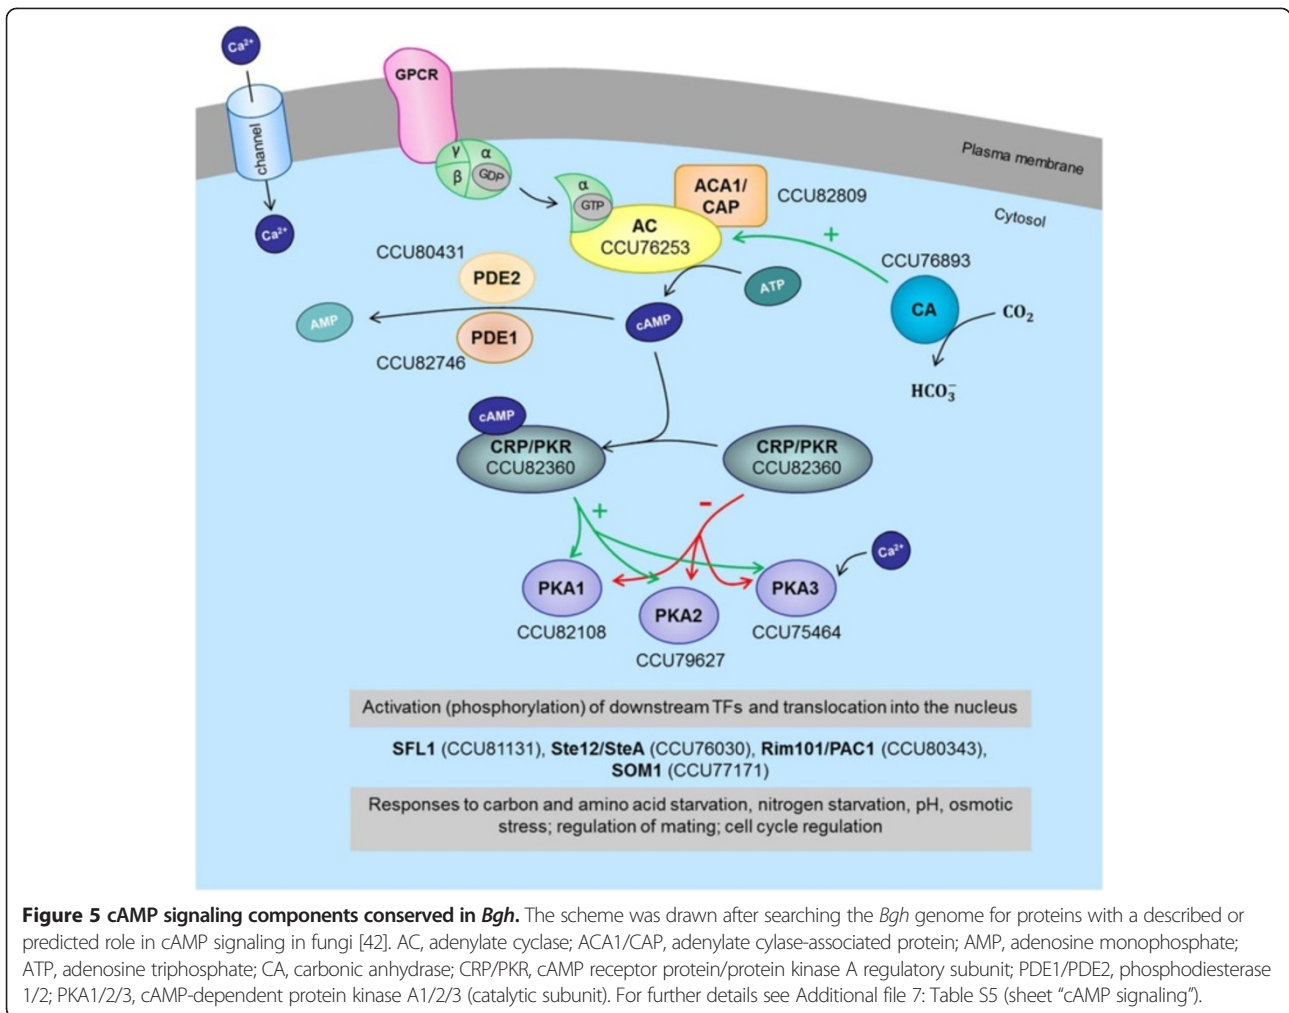 Ca²⁺
GPCR
channel
γ α
β GDP
Plasma membrane
Ca²⁺
α
GTP
ACA1/
CAP
CCU82809
Cytosol
AC
CCU76253
+
CCU80431
PDE2
CCU76893
ATP
AMP
cAMP
CA
CO₂
PDE1
CCU82746
HCO₃⁻
cAMP
CRP/PKR
CCU82360
CRP/PKR
CCU82360
+
-
Ca²⁺
PKA1
PKA2
PKA3
CCU82108
CCU79627
CCU75464
Activation (phosphorylation) of downstream TFs and translocation into the nucleus
SFL1 (CCU81131), Ste12/SteA (CCU76030), Rim101/PAC1 (CCU80343),
SOM1 (CCU77171)
Responses to carbon and amino acid starvation, nitrogen starvation, pH, osmotic
stress; regulation of mating; cell cycle regulation
Figure 5 cAMP signaling components conserved in Bgh. The scheme was drawn after searching the Bgh genome for proteins with a described or
predicted role in cAMP signaling in fungi [42]. AC, adenylate cyclase; ACA1/CAP, adenylate cylase-associated protein; AMP, adenosine monophosphate;
ATP, adenosine triphosphate; CA, carbonic anhydrase; CRP/PKR, cAMP receptor protein/protein kinase A regulatory subunit; PDE1/PDE2, phosphodiesterase
1/2; PKA1/2/3, cAMP-dependent protein kinase A1/2/3 (catalytic subunit). For further details see Additional file 7: Table S5 (sheet “cAMP signaling”).